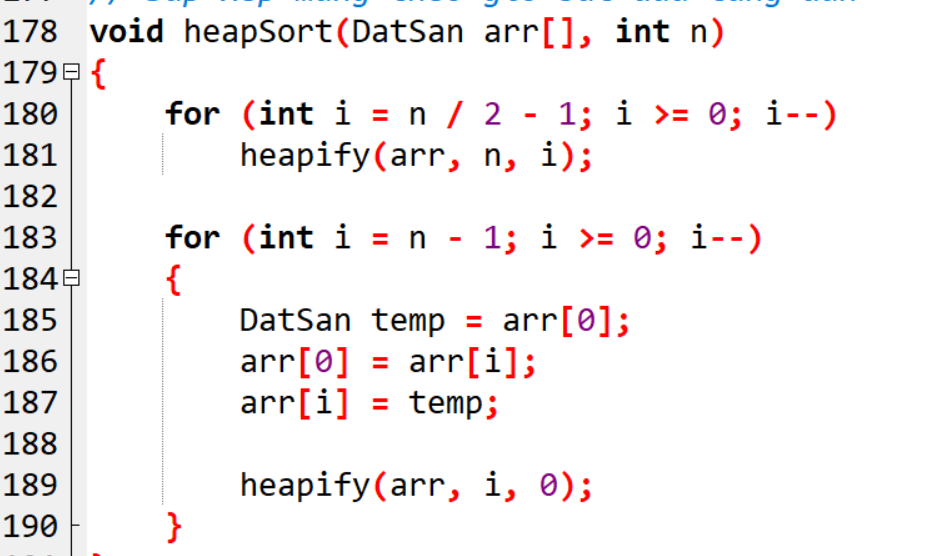 178 void heapSort(DatSan arr[], int n)
179 {
180 for (int i = n / 2 - 1; i >= 0; i--)
181 heapify(arr, n, i);
182
183 for (int i = n - 1; i >= 0; i--)
184 {
185 DatSan temp = arr[0];
186 arr[0] = arr[i];
187 arr[i] = temp;
188
189 heapify(arr, i, 0);
190 }